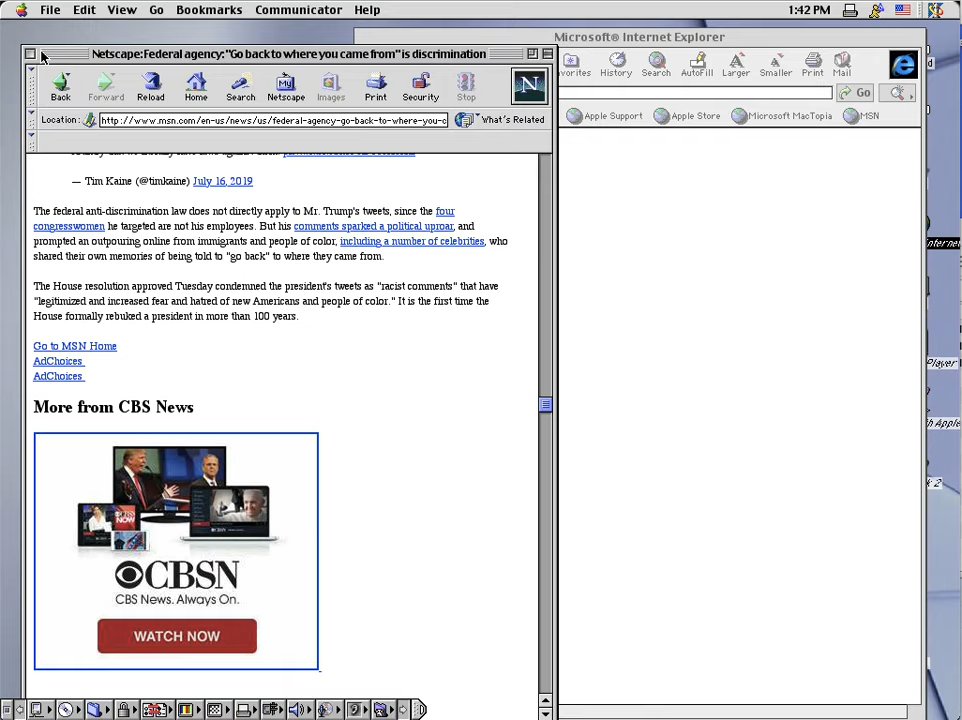 File Edit View Go Bookmarks Communicator Help 1:42 PM
Microsoft® Internet Explorer
Netscape: Federal agency: "Go back to where you came from" is discrimination
Back Forward Reload Home Search Netscape Images Print Security Stop
My
N
avorites History Search AutoFill Larger Smaller Print Mail
Go
Location: http://www.msn.com/en-us/news/us/federal-agency-go-back-to-where-you-c What's Related
Apple Support Apple Store Microsoft MacTopia MSN
— Tim Kaine (@timkaine) July 16, 2019
The federal anti-discrimination law does not directly apply to Mr. Trump's tweets, since the four
congresswomen he targeted are not his employees. But his comments sparked a political uproar, and
prompted an outpouring online from immigrants and people of color, including a number of celebrities, who
shared their own memories of being told to "go back" to where they came from.
The House resolution approved Tuesday condemned the president's tweets as "racist comments" that have
"legitimized and increased fear and hatred of new Americans and people of color." It is the first time the
House formally rebuked a president in more than 100 years.
Go to MSN Home
AdChoices
AdChoices
More from CBS News
CBSN
CBS News. Always On.
WATCH NOW
Internet
Player
h Apple
k 2